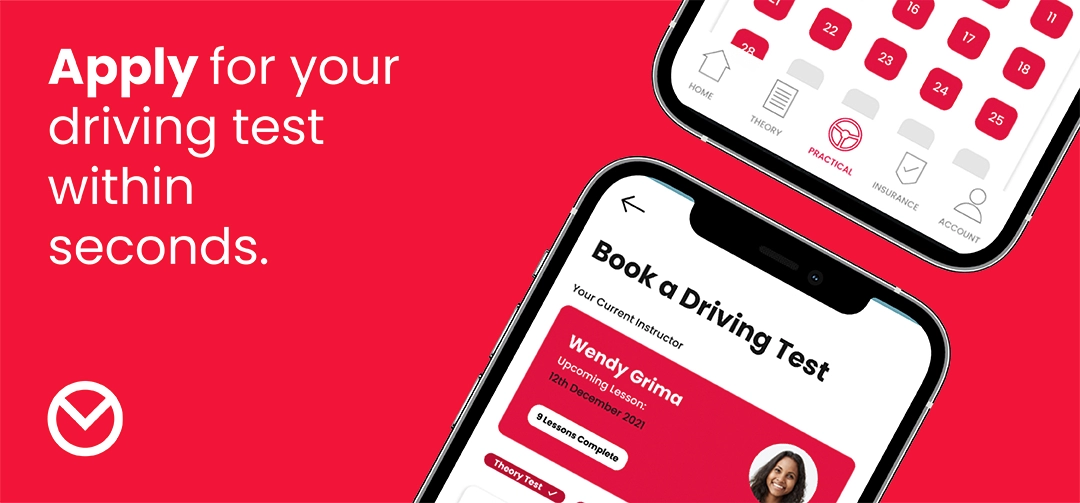 Apply for your
driving test
within
seconds.
21
22
28
16
23
17
24
11
18
25
HOME
THEORY
PRACTICAL
INSURANCE
ACCOUNT
Book a Driving Test
Your Current Instructor
Wendy Grima
Upcoming Lesson:
12th December 2021
9 Lessons Complete
Theory Test